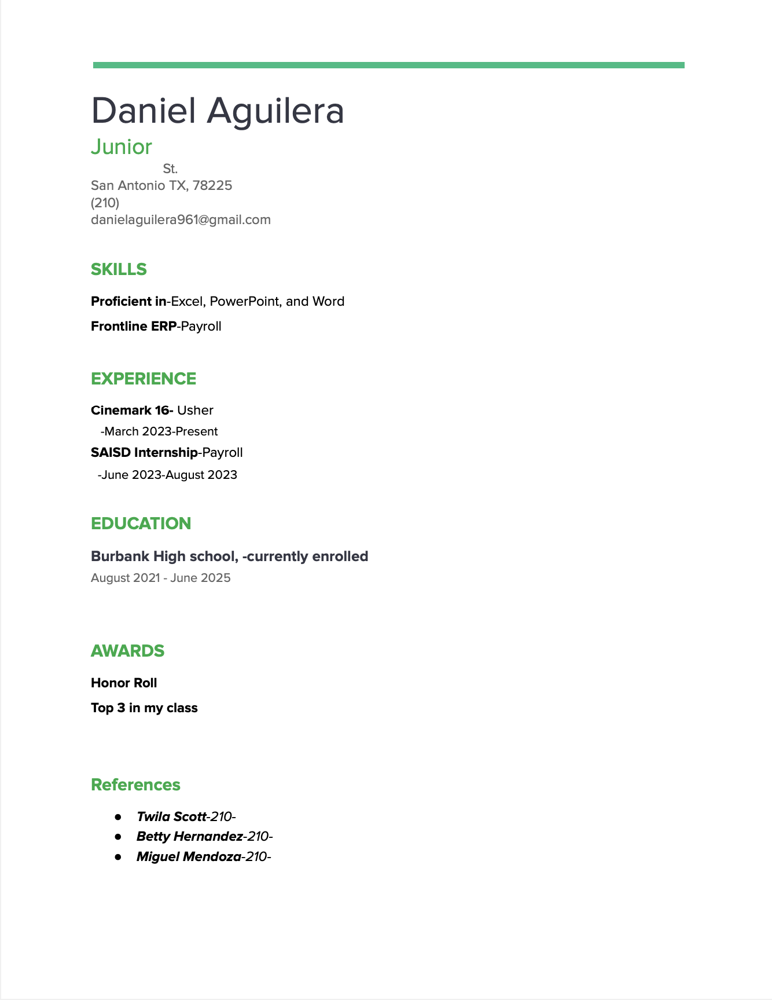 Daniel Aguilera
Junior
St.
San Antonio TX, 78225
(210)
danielaguilera961@gmail.com
SKILLS
Proficient in-Excel, PowerPoint, and Word
Frontline ERP-Payroll
EXPERIENCE
Cinemark 16- Usher
-March 2023-Present
SAISD Internship-Payroll
-June 2023-August 2023
EDUCATION
Burbank High school, -currently enrolled
August 2021 - June 2025
AWARDS
Honor Roll
Top 3 in my class
References
● Twila Scott-210-
● Betty Hernandez-210-
● Miguel Mendoza-210-